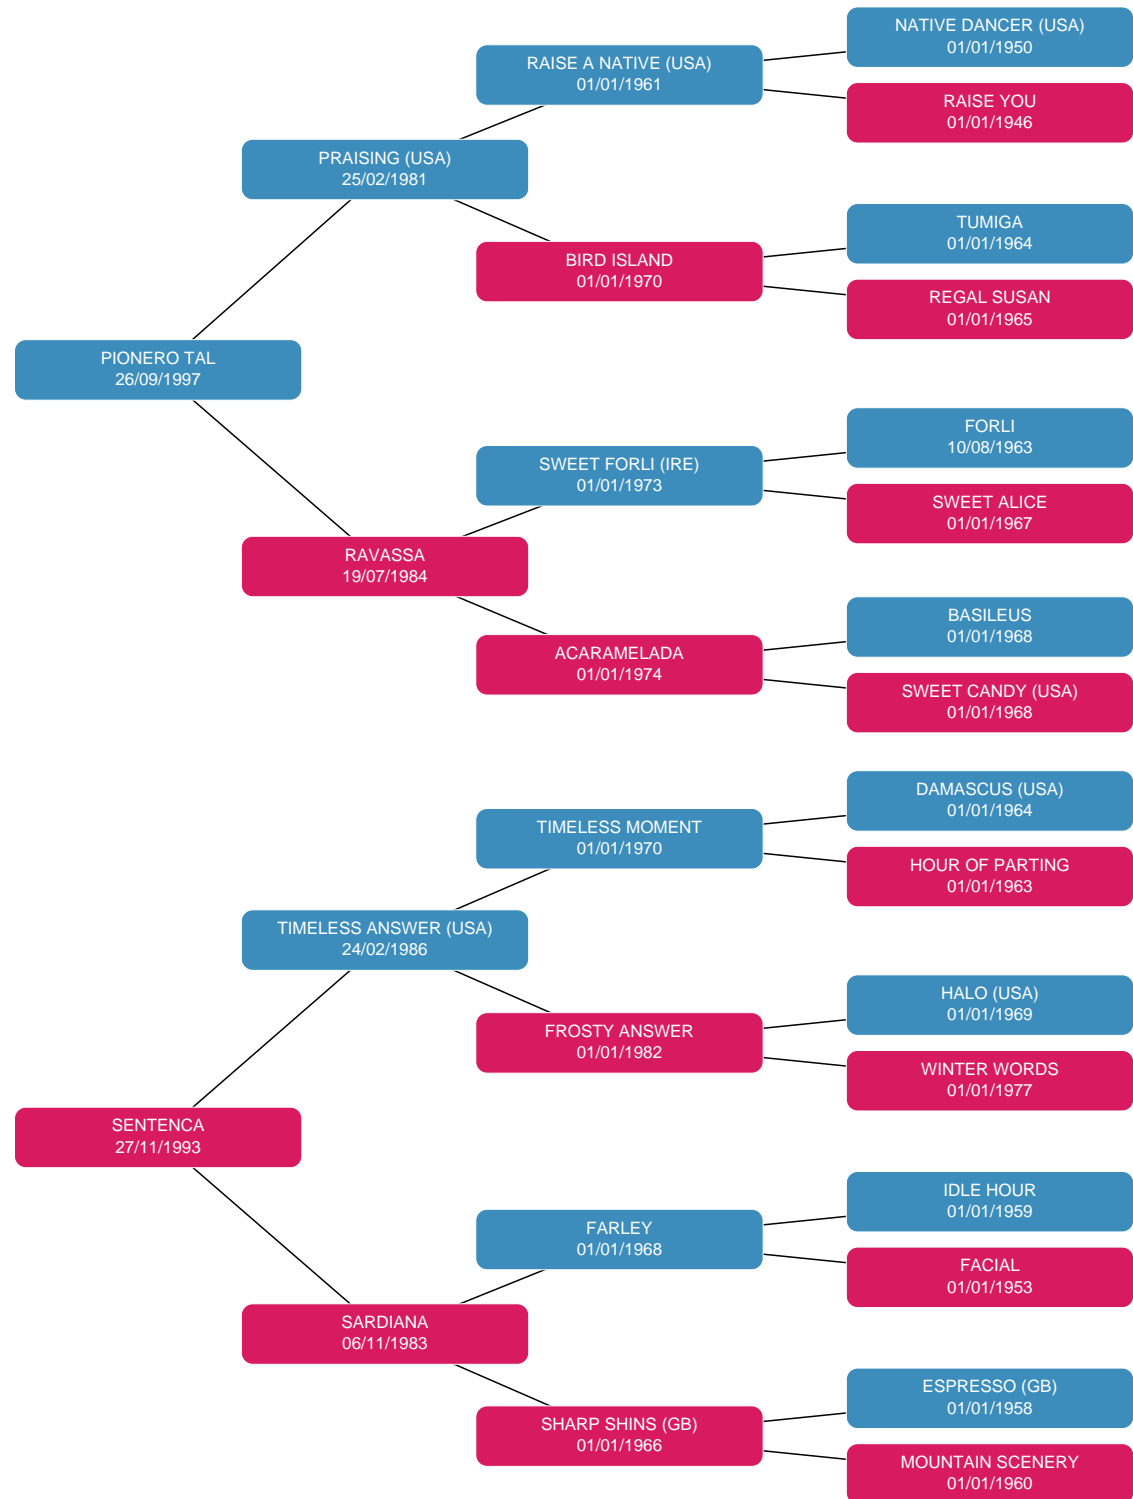 NATIVE DANCER (USA)
01/01/1950
RAISE A NATIVE (USA)
01/01/1961
RAISE YOU
01/01/1946
PRAISING (USA)
25/02/1981
TUMIGA
01/01/1964
BIRD ISLAND
01/01/1970
REGAL SUSAN
01/01/1965
PIONERO TAL
26/09/1997
FORLI
10/08/1963
SWEET FORLI (IRE)
01/01/1973
SWEET ALICE
01/01/1967
RAVASSA
19/07/1984
BASILEUS
01/01/1968
ACARAMELADA
01/01/1974
SWEET CANDY (USA)
01/01/1968
DAMASCUS (USA)
01/01/1964
TIMELESS MOMENT
01/01/1970
HOUR OF PARTING
01/01/1963
TIMELESS ANSWER (USA)
24/02/1986
HALO (USA)
01/01/1969
FROSTY ANSWER
01/01/1982
WINTER WORDS
01/01/1977
SENTENCA
27/11/1993
IDLE HOUR
01/01/1959
FARLEY
01/01/1968
FACIAL
01/01/1953
SARDIANA
06/11/1983
ESPRESSO (GB)
01/01/1958
SHARP SHINS (GB)
01/01/1966
MOUNTAIN SCENERY
01/01/1960